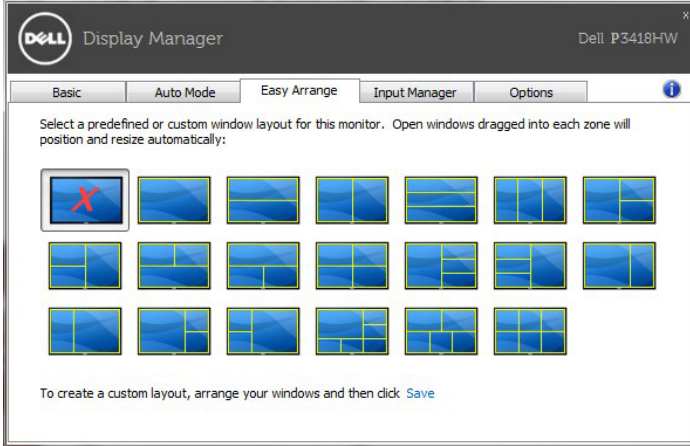 x
DELL Display Manager Dell P3418HW
Basic Auto Mode Easy Arrange Input Manager Options i
Select a predefined or custom window layout for this monitor. Open windows dragged into each zone will
position and resize automatically:
X
To create a custom layout, arrange your windows and then click Save